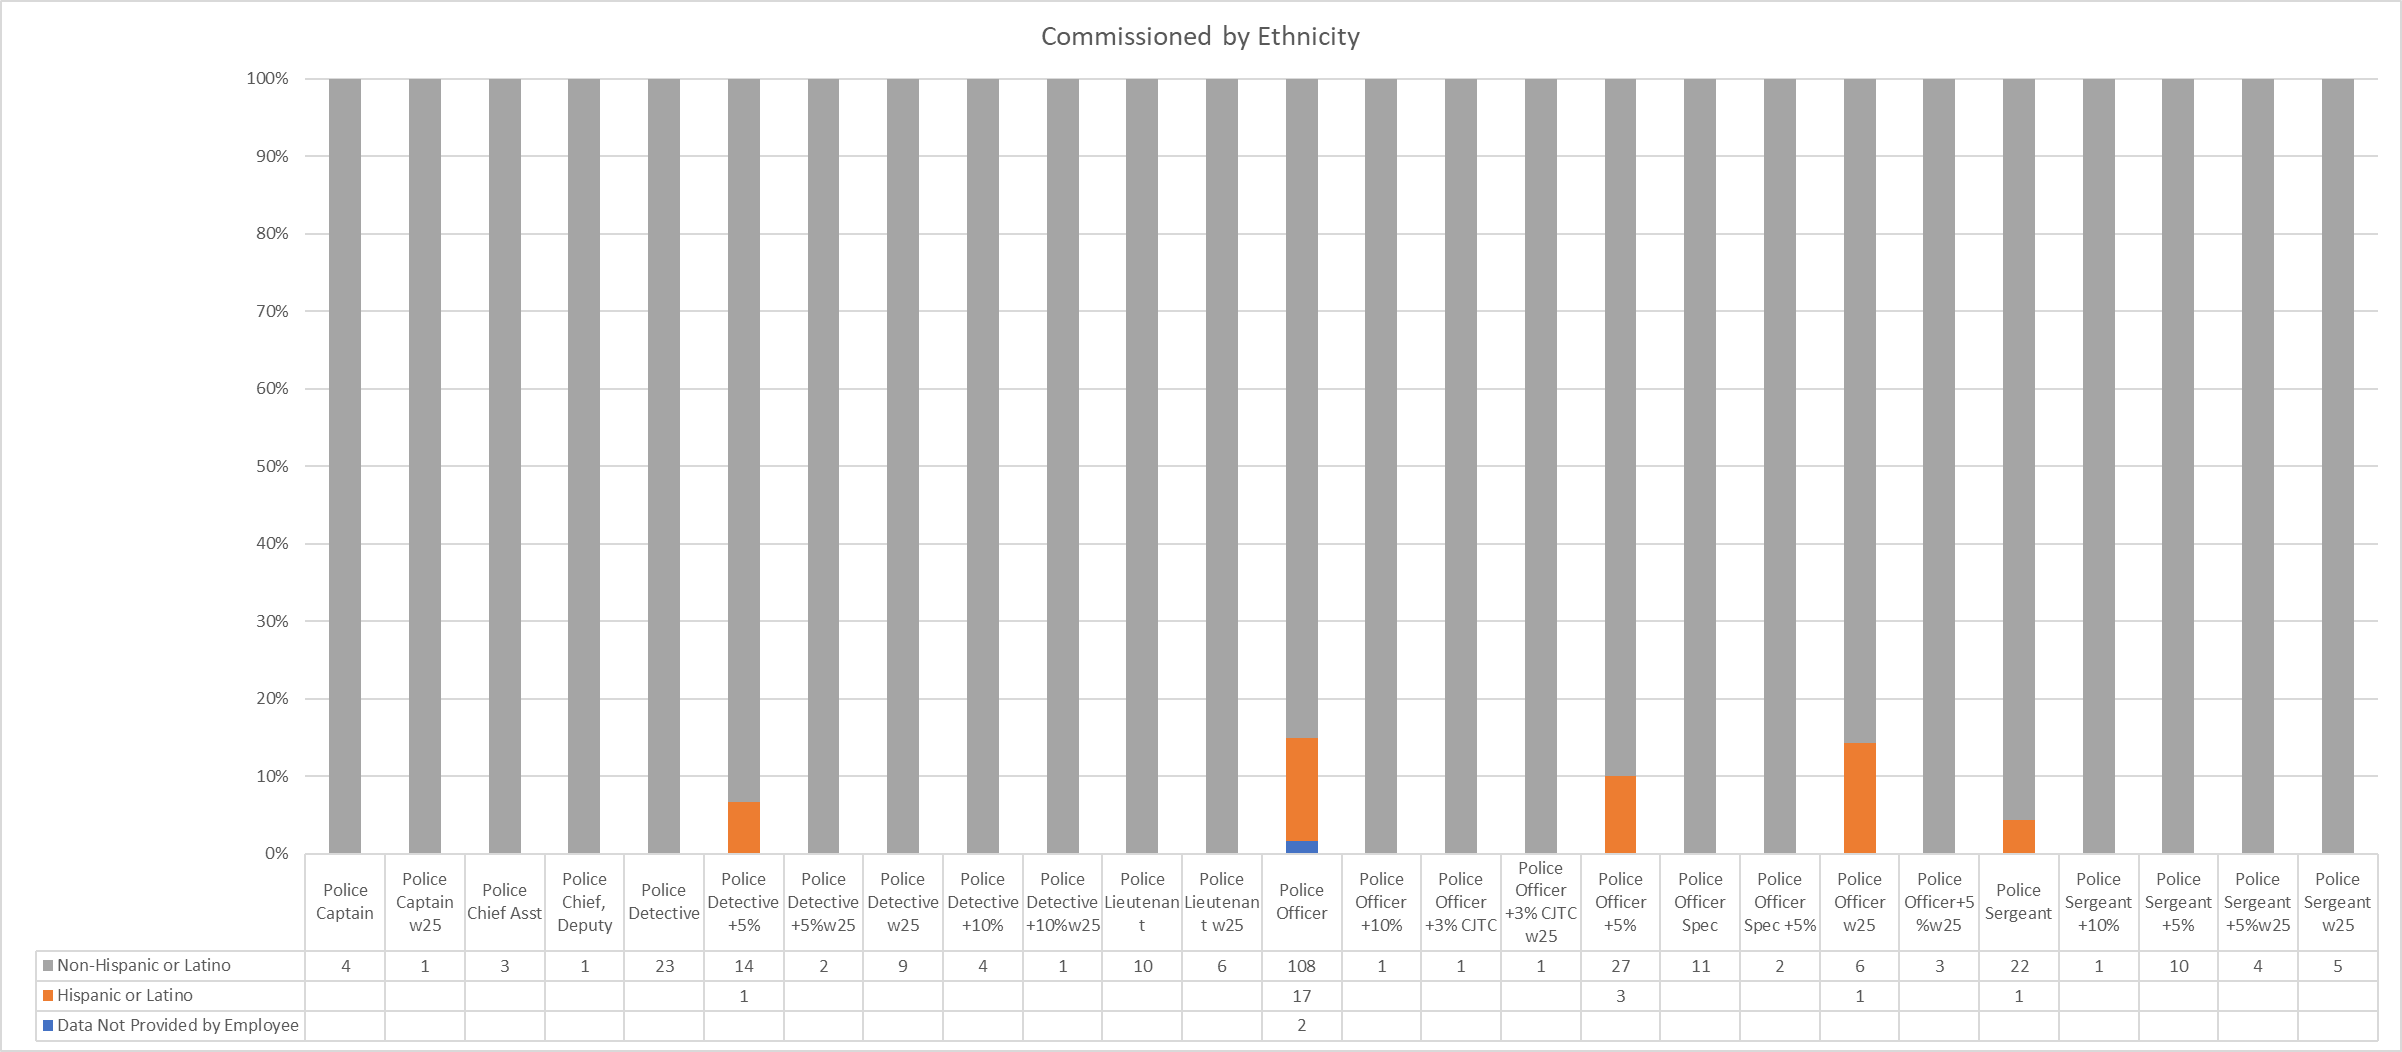 Commissioned by Ethnicity
100%
90%
80%
70%
60%
50%
40%
30%
20%
10%
0%
Police
Captain
Police
Captain
w25
Police
Chief Asst
Police
Chief,
Deputy
Police
Detective
Police
Detective
+5%
Police
Detective
+5%w25
Police
Detective
w25
Police
Detective
+10%
Police
Detective
+10%w25
Police
Lieutenan
t
Police
Lieutenan
t w25
Police
Officer
Police
Officer
+10%
Police
Officer
+3% CJTC
Police
Officer
+3% CJTC
w25
Police
Officer
+5%
Police
Officer
Spec
Police
Officer
Spec +5%
Police
Officer
w25
Police
Officer+5
%w25
Police
Sergeant
Police
Sergeant
+10%
Police
Sergeant
+5%
Police
Sergeant
+5%w25
Police
Sergeant
w25
Non-Hispanic or Latino 4 1 3 1 23 14 2 9 4 1 10 6 108 1 1 1 27 11 2 6 3 22 1 10 4 5
Hispanic or Latino 1 17 3 1 1
Data Not Provided by Employee 2